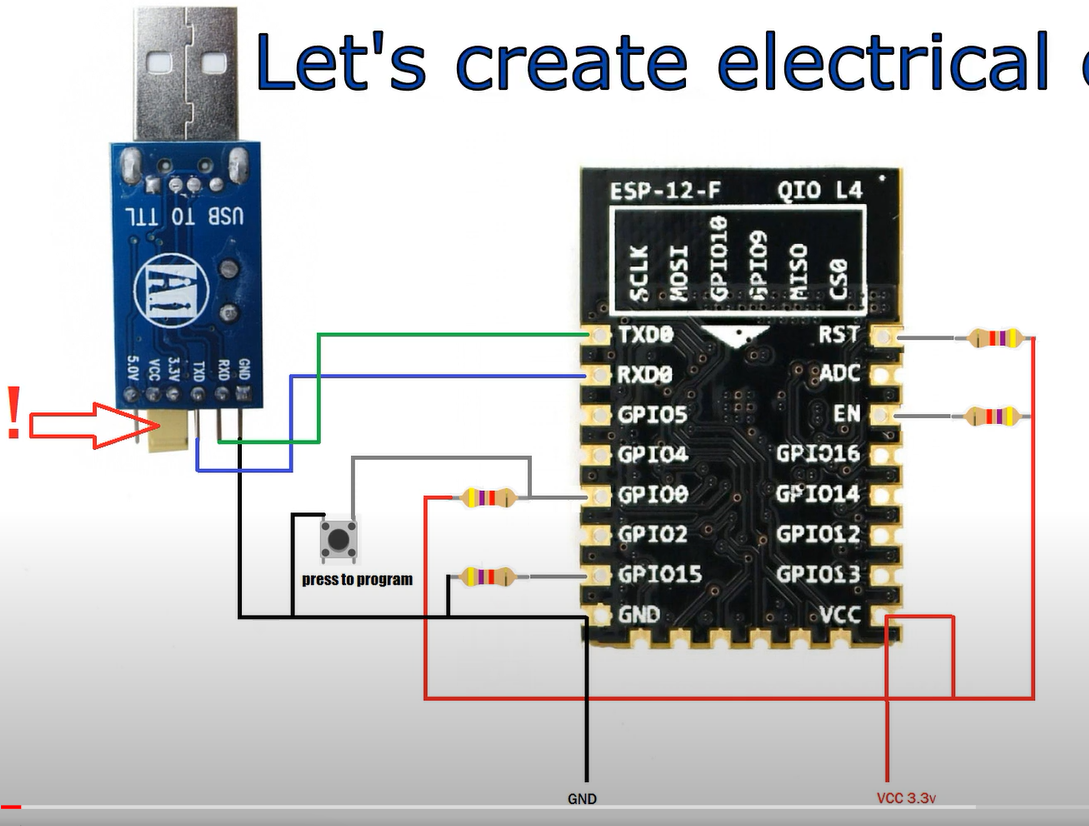 Let's create electrical
USB TO TTL
5.0V
VCC
3.3V
TXD
RXD
GND
!
press to program
ESP-12-F QIO L4
SCLK
MOSI
GPIO10
GPIO9
MISO
CS0
TXD0 RST
RXD0 ADC
GPIO5 EN
GPIO4 GPIO16
GPIO0 GPIO14
GPIO2 GPIO12
GPIO15 GPIO13
GND VCC
GND
VCC 3.3v